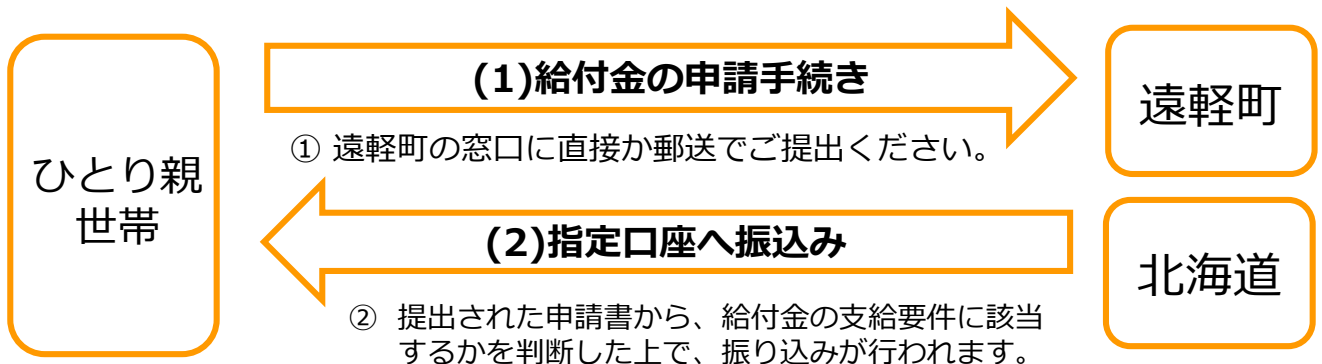 ひとり親
世帯
(1)給付金の申請手続き
① 遠軽町の窓口に直接か郵送でご提出ください。
遠軽町
(2)指定口座へ振込み
② 提出された申請書から、給付金の支給要件に該当
するかを判断した上で、振り込みが行われます。
北海道